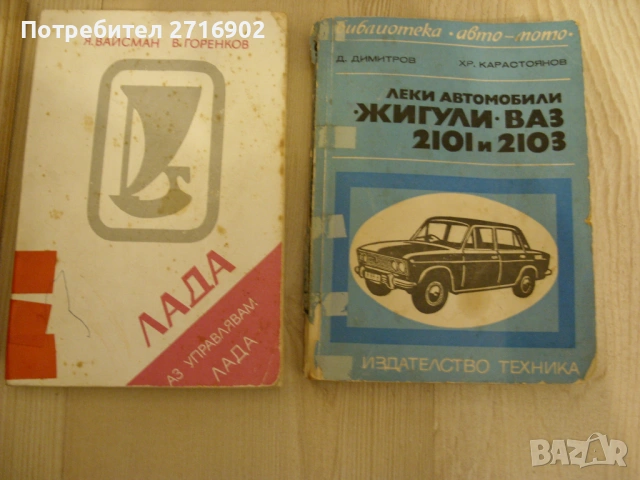 Потребител 2716902
Я. ВАЙСМАН В. ГОРЕНКОВ
ЛАДА
АЗ УПРАВЛЯВАМ
ЛАДА
библиотека • авто-мото •
Д. ДИМИТРОВ ХР. КАРАСТОЯНОВ
ЛЕКИ АВТОМОБИЛИ
•ЖИГУЛИ•ВАЗ
2101 и 2103
ИЗДАТЕЛСТВО ТЕХНИКА
BAZAR